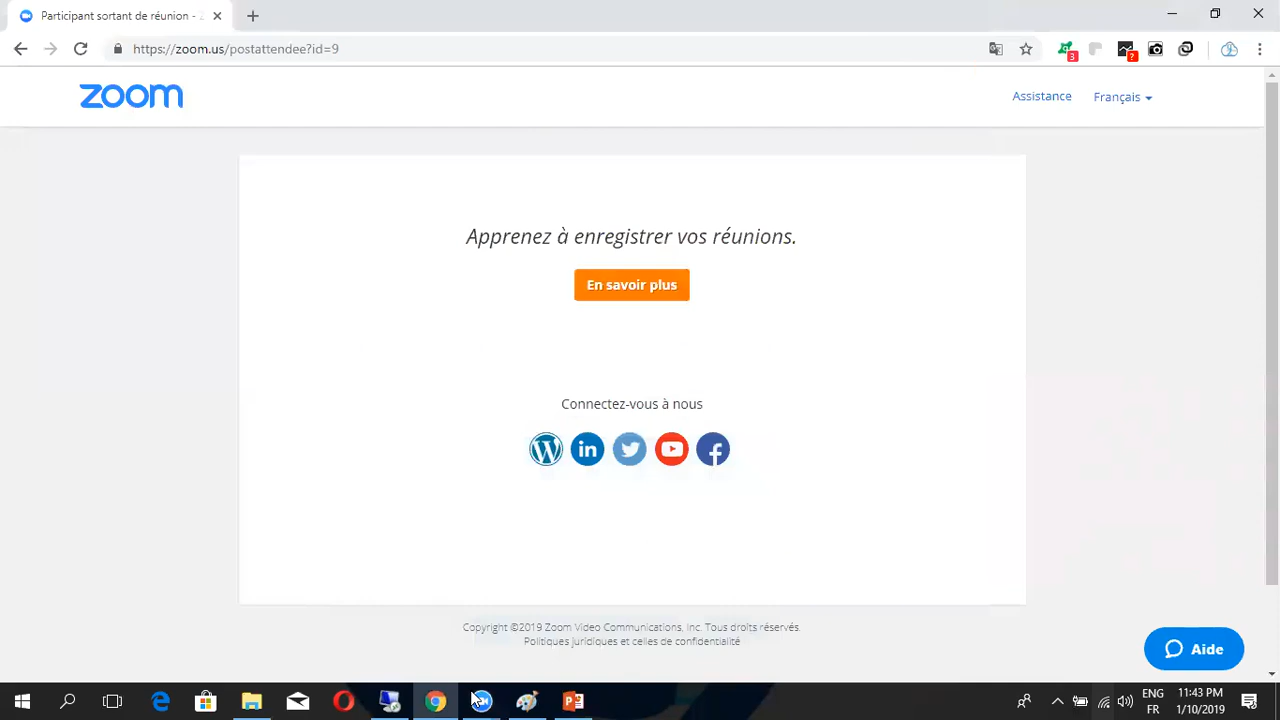 Participant sortant de réunion - Z
https://zoom.us/postattendee?id=9
3
?
zoom
Assistance
Français
Apprenez à enregistrer vos réunions.
En savoir plus
Connectez-vous à nous
Copyright ©2019 Zoom Video Communications, Inc. Tous droits réservés.
Politiques juridiques et celles de confidentialité
Aide
ENG
FR
11:43 PM
1/10/2019